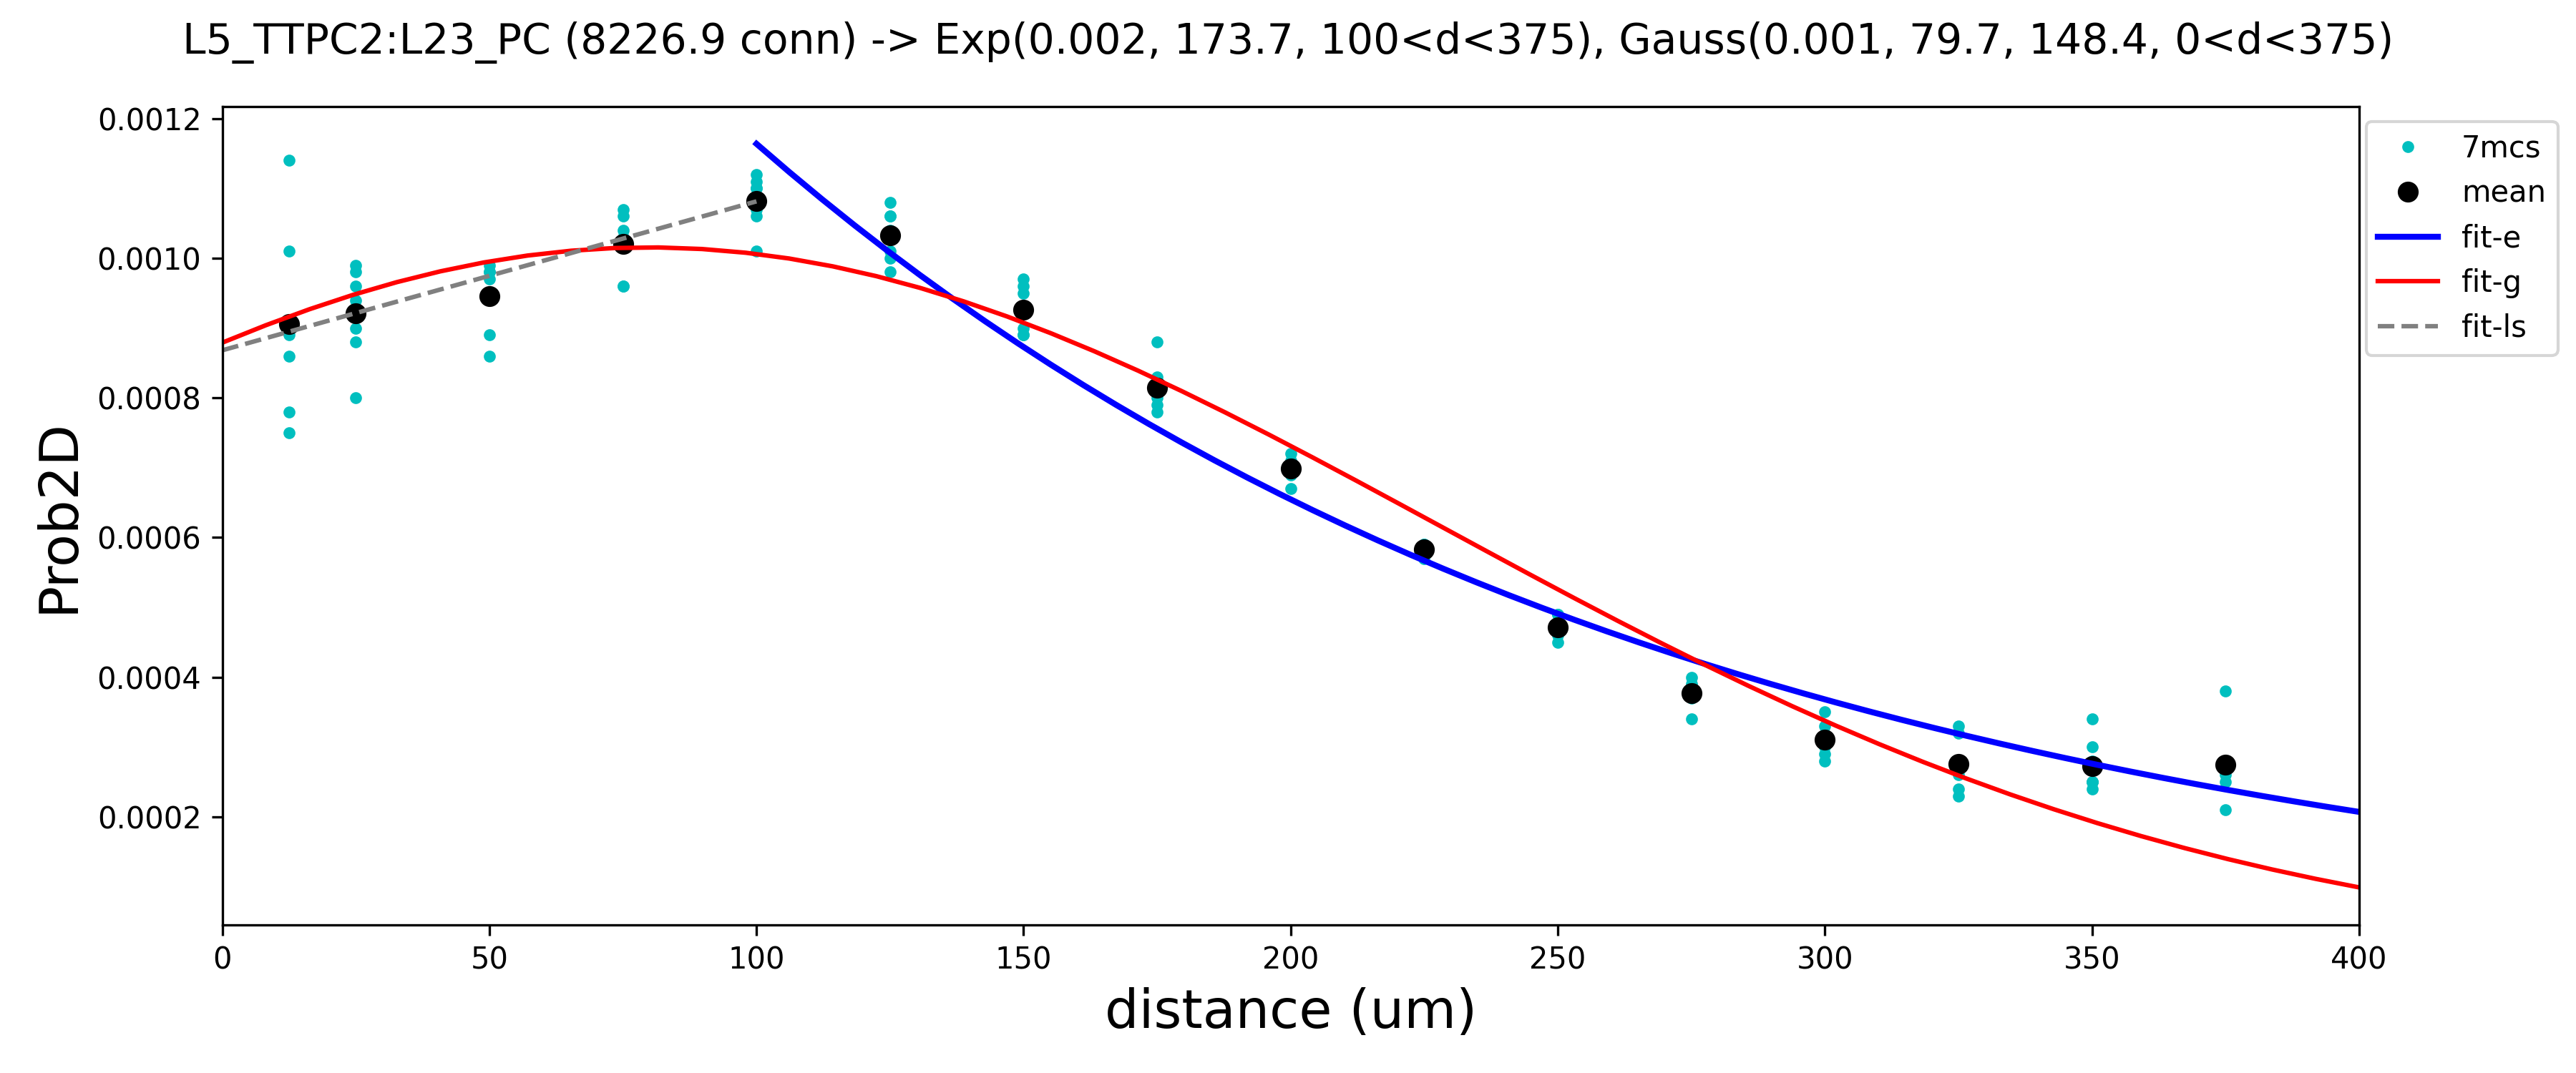 L5_TTPC2:L23_PC (8226.9 conn) -> Exp(0.002, 173.7, 100<d<375), Gauss(0.001, 79.7, 148.4, 0<d<375)
0.0012
0.0010
0.0008
0.0006
0.0004
0.0002
Prob2D
0 50 100 150 200 250 300 350 400
distance (um)
7mcs
mean
fit-e
fit-g
fit-ls